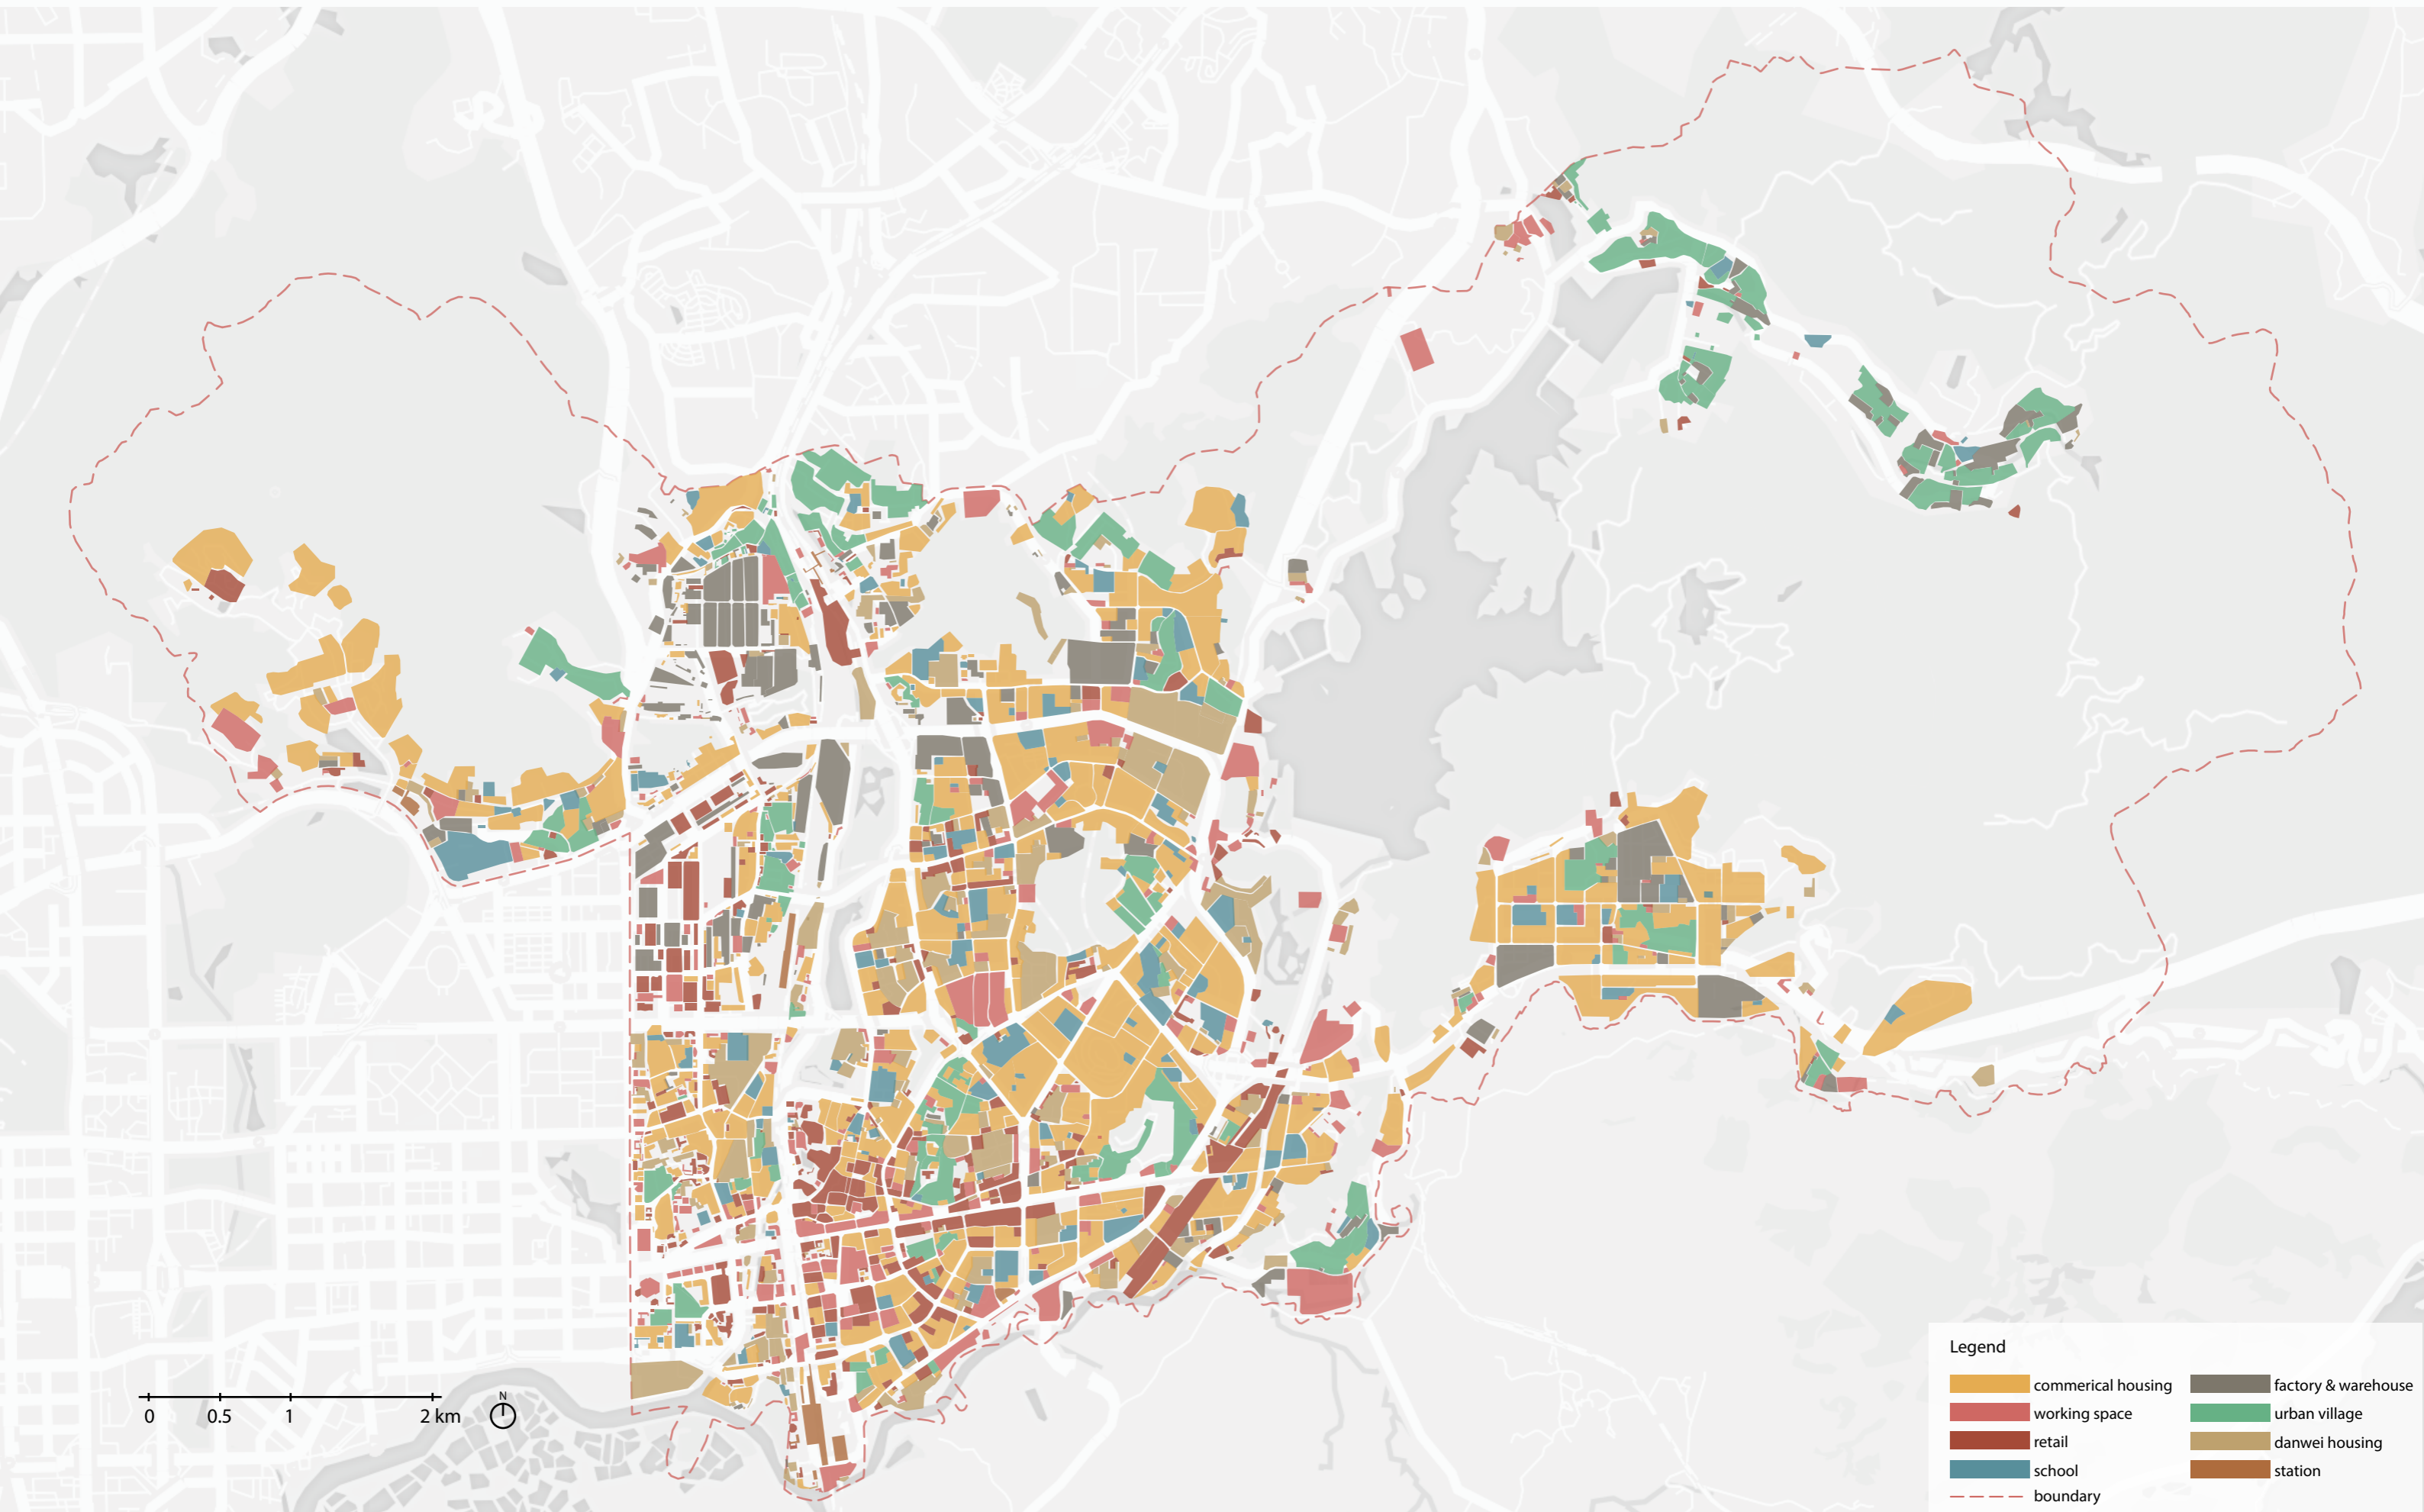 N
0 0.5 1 2 km
Legend
commerical housing
working space
retail
school
boundary
factory & warehouse
urban village
danwei housing
station